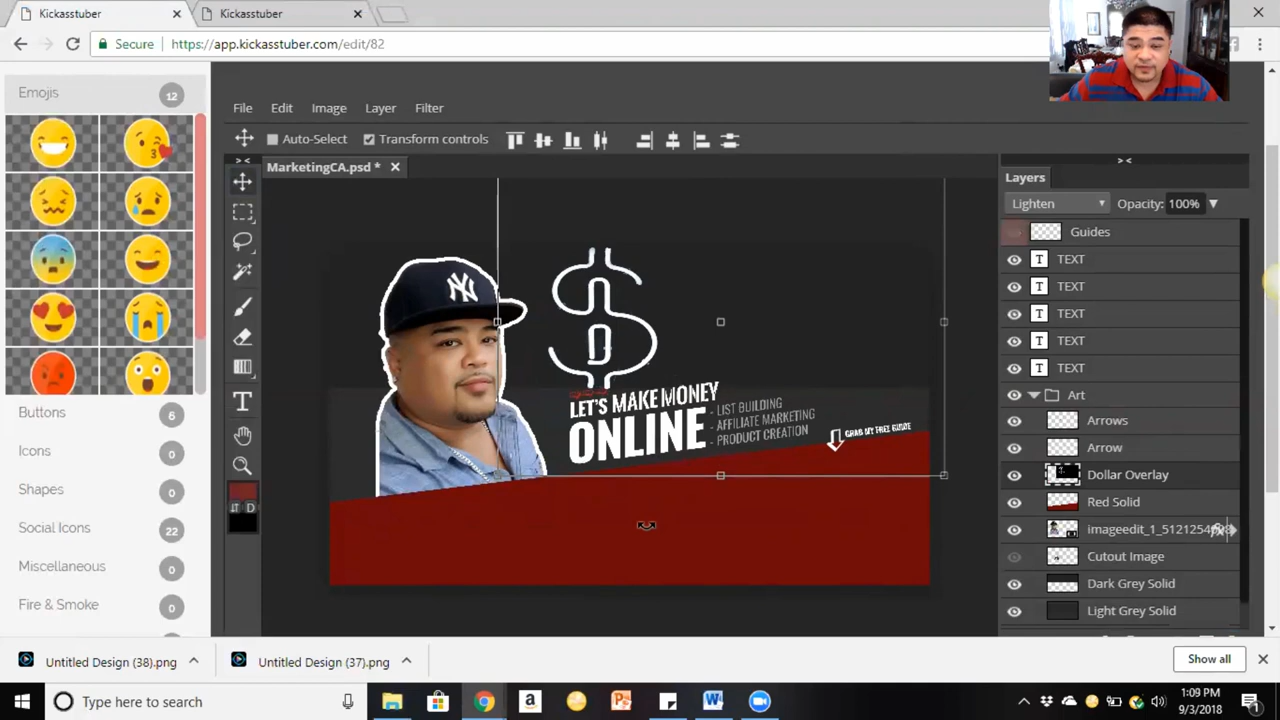 Kickasstuber
Kickasstuber
Secure
https://app.kickasstuber.com/edit/82
Emojis
12
File
Edit
Image
Layer
Filter
Auto-Select
Transform controls
> <
MarketingCA.psd *
> <
Layers
Lighten
Opacity:
100%
Guides
T TEXT
T TEXT
T TEXT
T TEXT
T TEXT
Art
Arrows
Arrow
Dollar Overlay
Red Solid
Cutout Image
Dark Grey Solid
Light Grey Solid
NY
$
LET'S MAKE MONEY
ONLINE
- LIST BUILDING
- AFFILIATE MARKETING
- PRODUCT CREATION
GRAB MY FREE GUIDE
T
D
Buttons
6
Icons
0
Shapes
0
Social Icons
22
Miscellaneous
0
Fire & Smoke
0
Untitled Design (38).png
Untitled Design (37).png
Show all
Type here to search
1:09 PM
9/3/2018